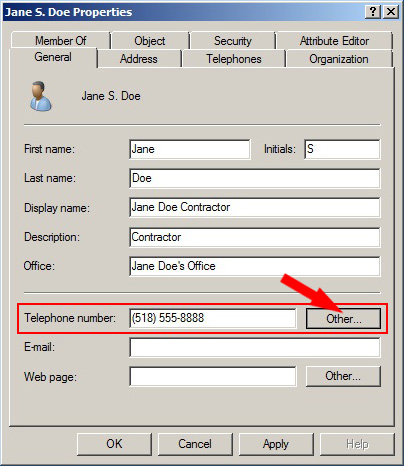 Jane S. Doe Properties
Member Of Object Security Attribute Editor
General Address Telephones Organization
Jane S. Doe
First name: Jane Initials: S
Last name: Doe
Display name: Jane Doe Contractor
Description: Contractor
Office: Jane Doe's Office
Telephone number: (518) 555-8888 Other...
E-mail:
Web page: Other...
OK Cancel Apply Help